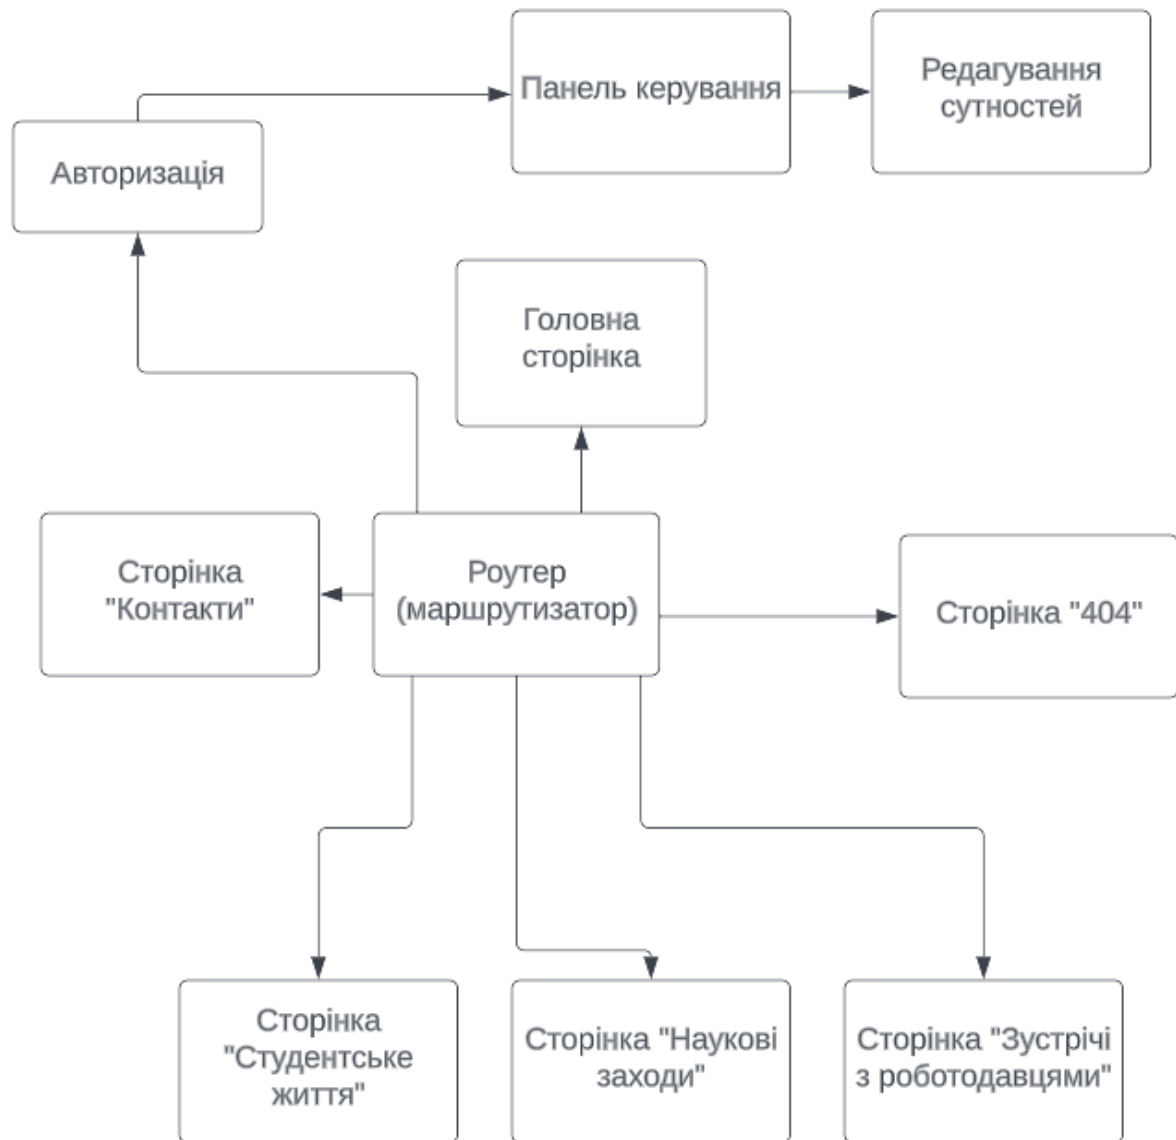 Панель керування
Редагування
сутностей
Авторизація
Головна
сторінка
Сторінка
"Контакти"
Роутер
(маршрутизатор)
Сторінка "404"
Сторінка
"Студентське
життя"
Сторінка "Наукові
заходи"
Сторінка "Зустрічі
з роботодавцями"